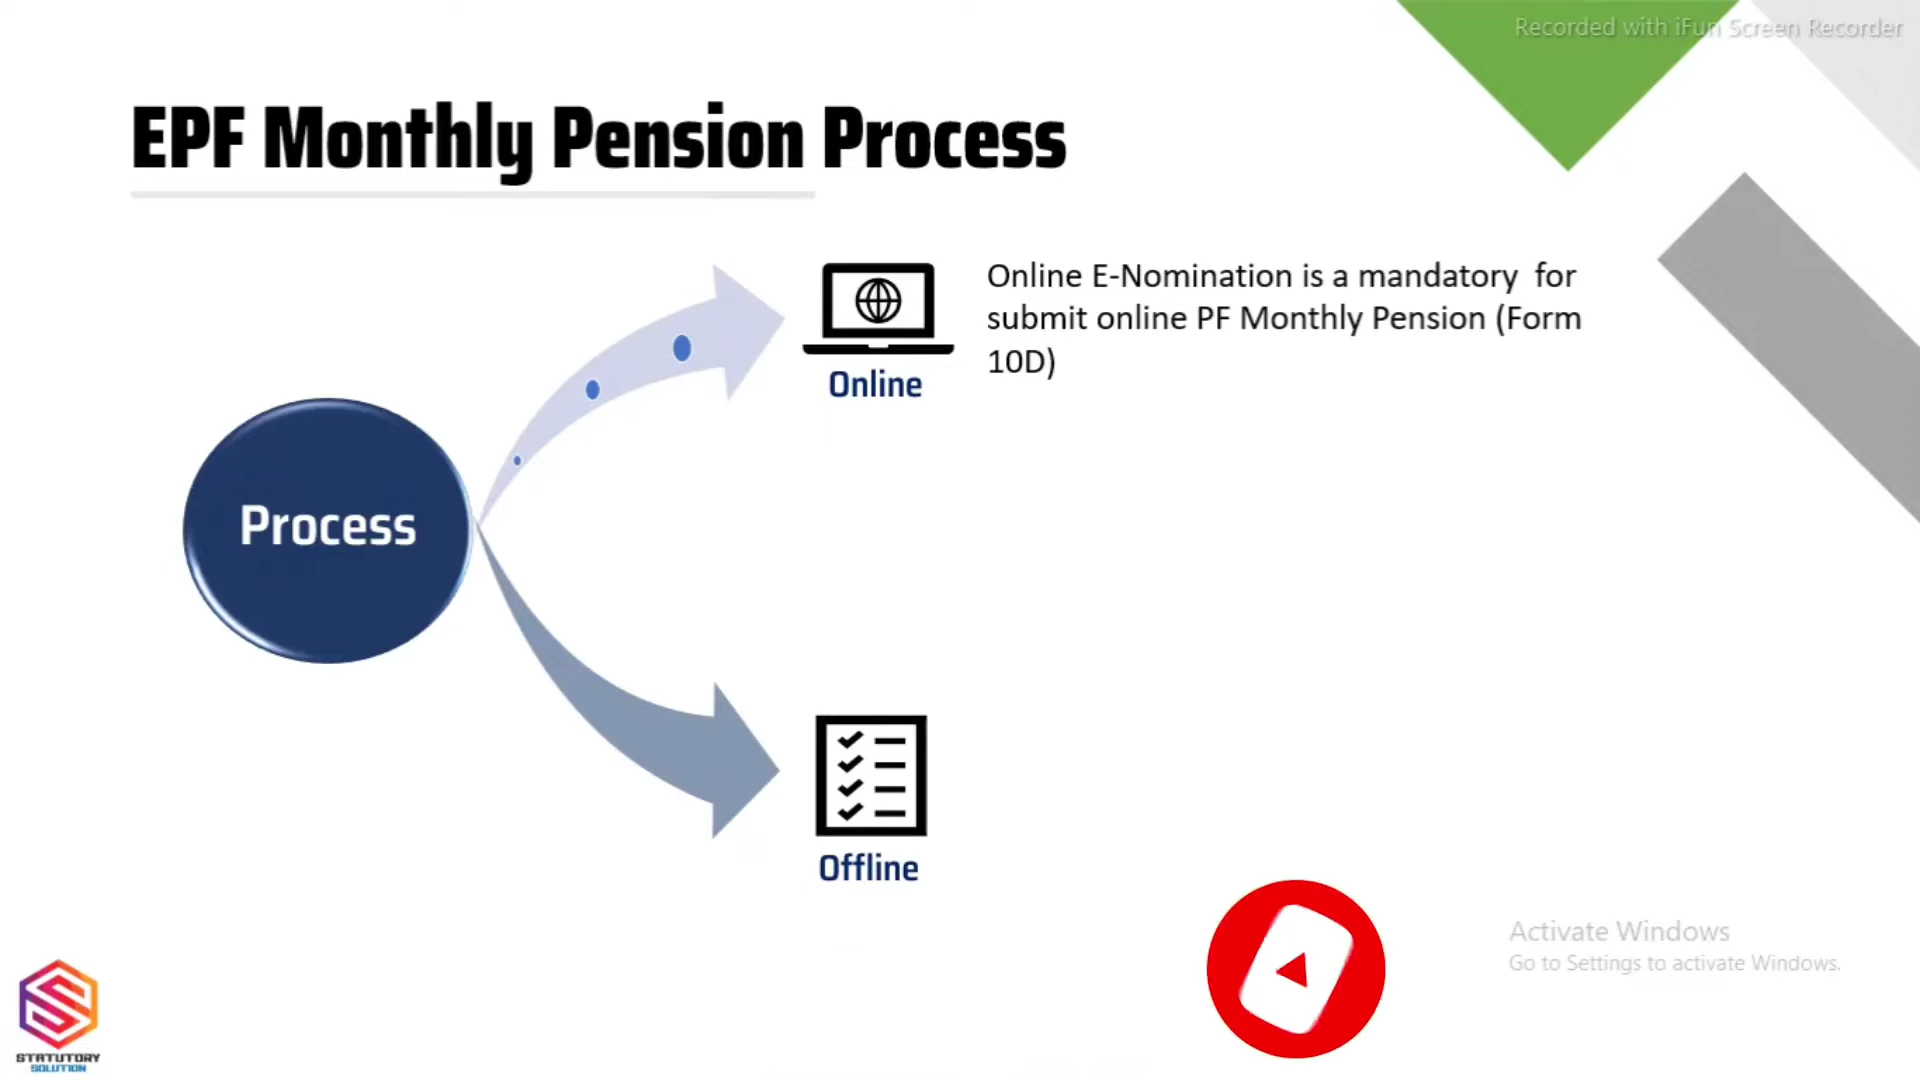 Recorded with iFun Screen Recorder
EPF Monthly Pension Process
Online E-Nomination is a mandatory for
submit online PF Monthly Pension (Form
10D)
Online
Process
Offline
Activate Windows
Go to Settings to activate Windows.
STATUTORY
SOLUTION